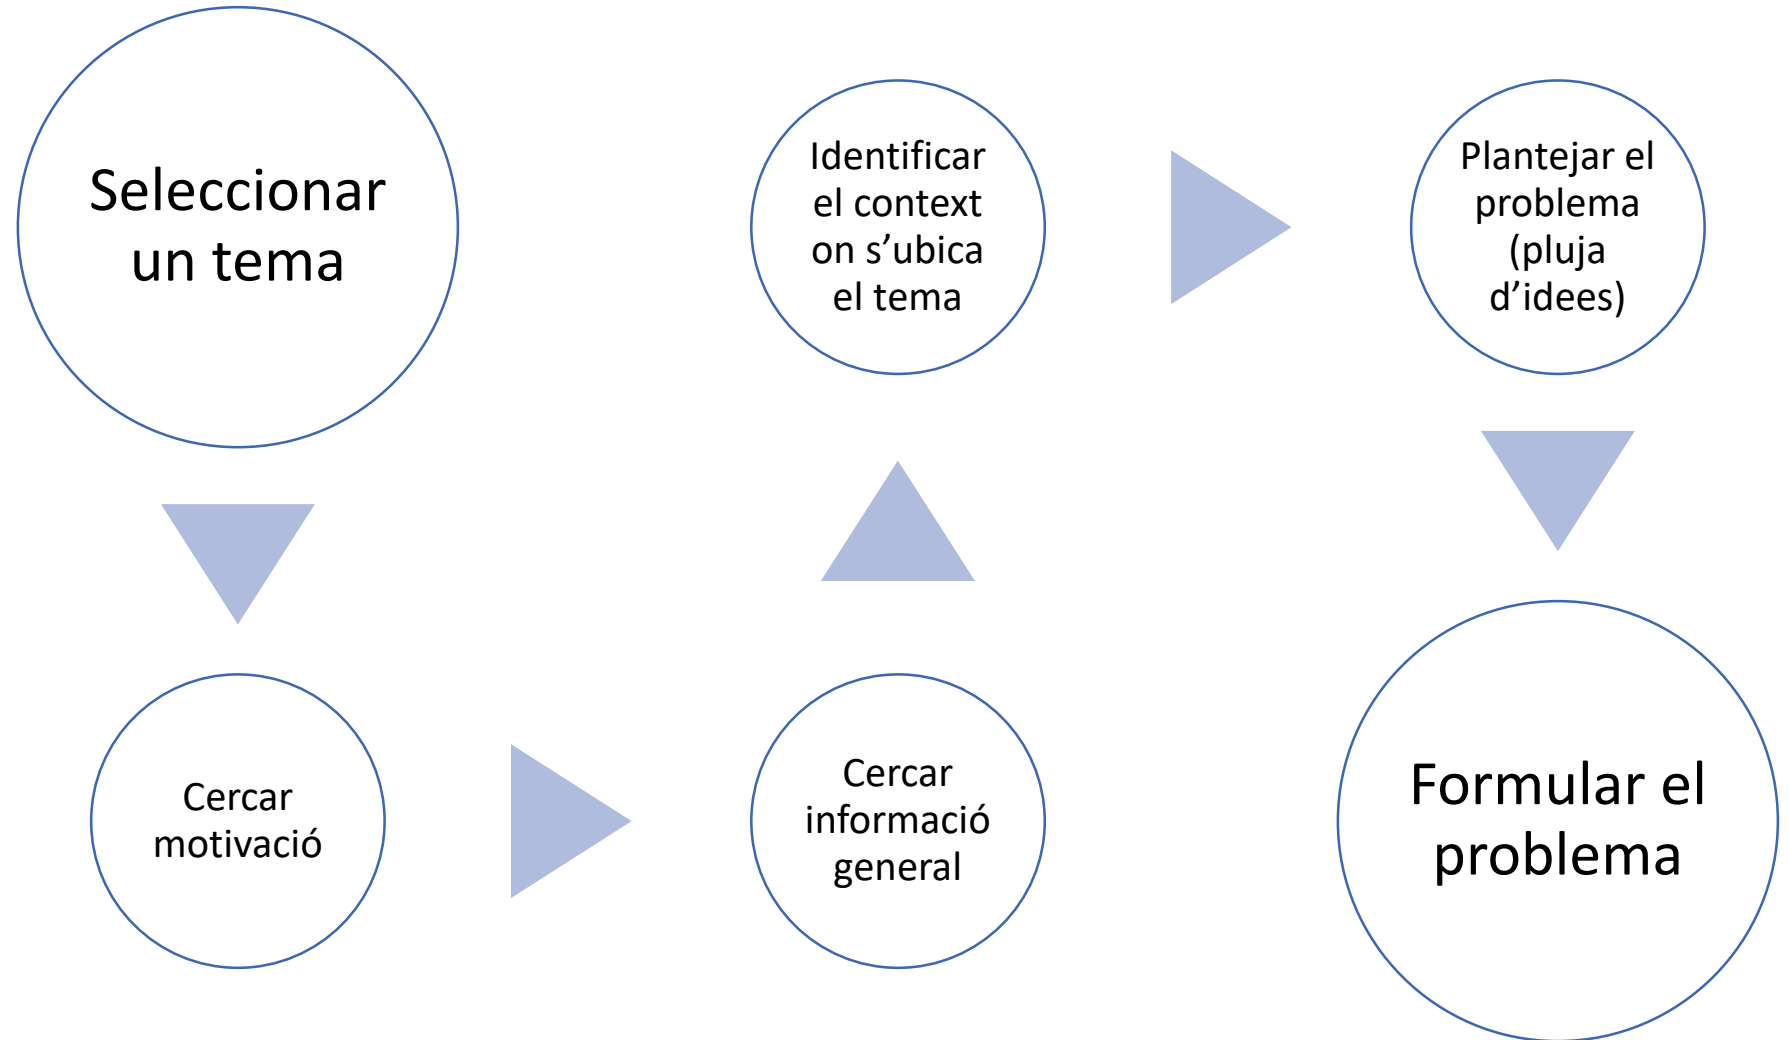 Seleccionar
un tema
Cercar
motivació
Cercar
informació
general
Identificar
el context
on s’ubica
el tema
Plantejar el
problema
(pluja
d’idees)
Formular el
problema